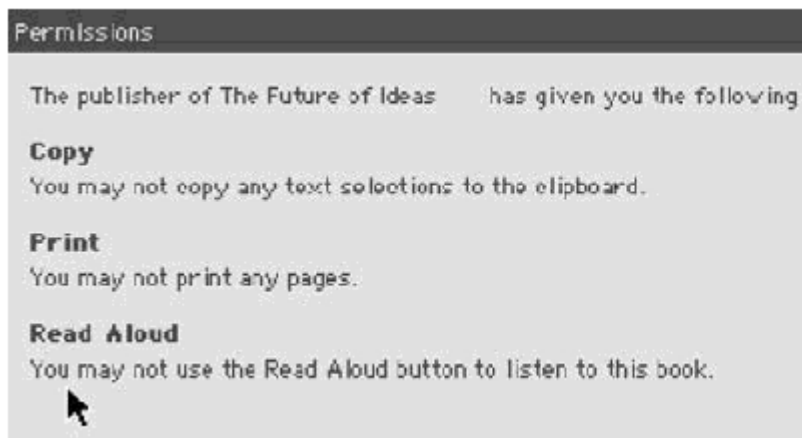 Permissions
The publisher of The Future of Ideas has given you the following
Copy
You may not copy any text selections to the clipboard.
Print
You may not print any pages.
Read Aloud
You may not use the Read Aloud button to listen to this book.